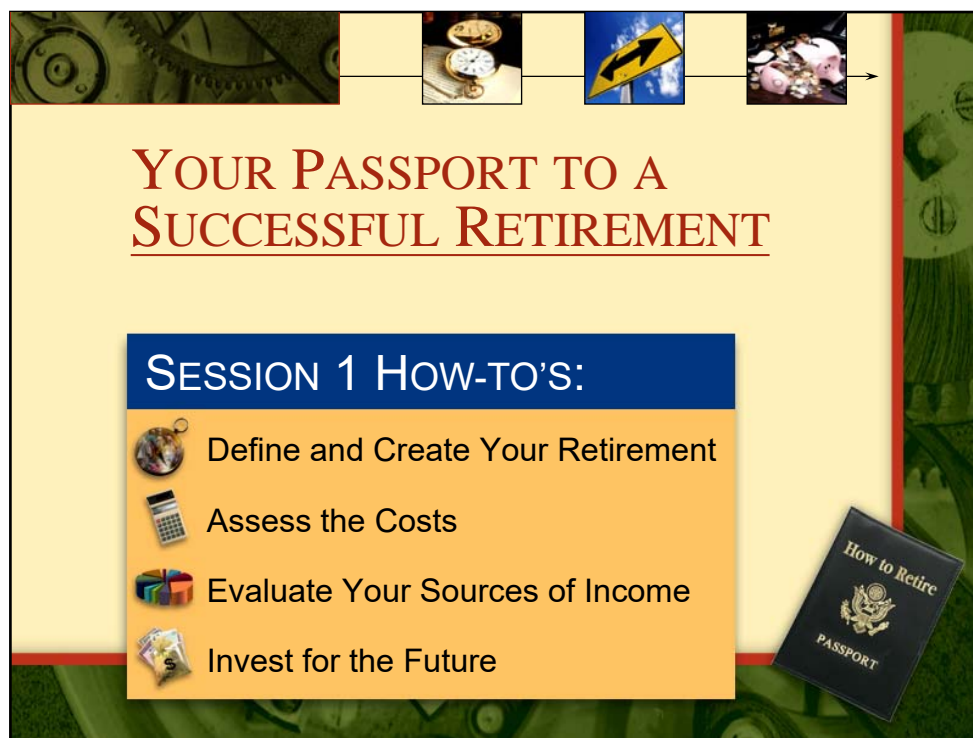 YOUR PASSPORT TO A
SUCCESSFUL RETIREMENT
SESSION 1 HOW-TO'S:
Define and Create Your Retirement
Assess the Costs
Evaluate Your Sources of Income
Invest for the Future
How to Retire
PASSPORT
$